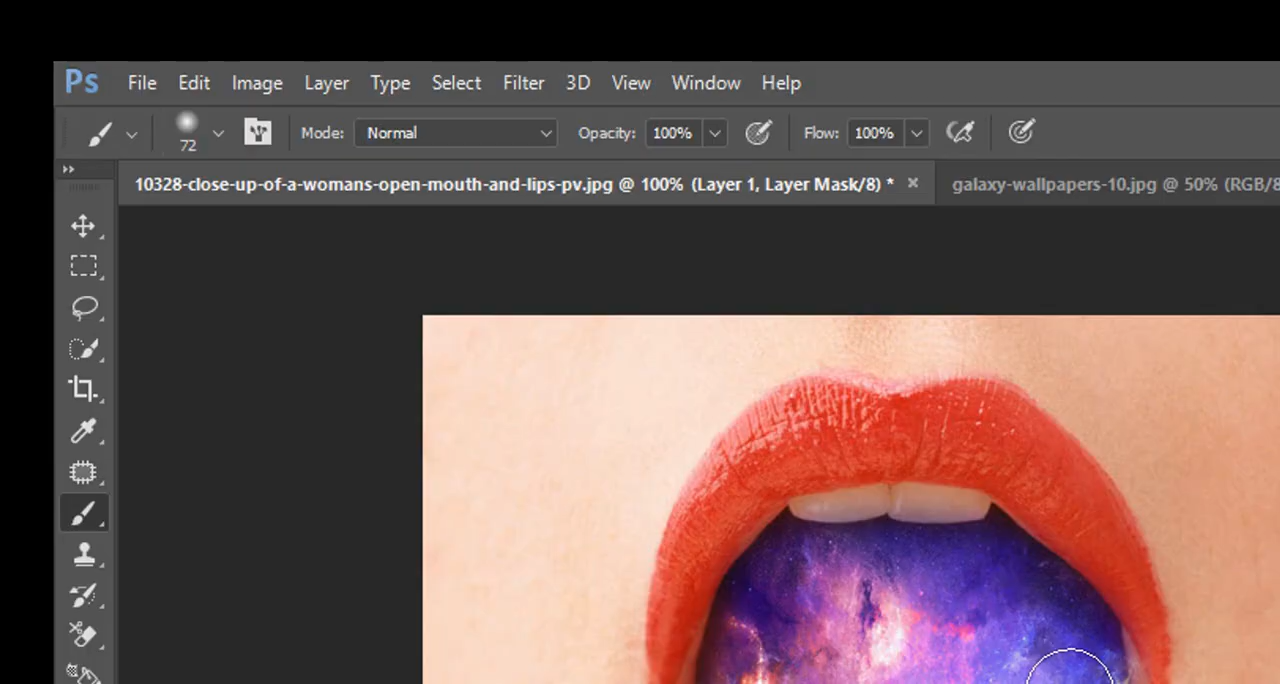 Ps File Edit Image Layer Type Select Filter 3D View Window Help
72 Mode: Normal Opacity: 100% Flow: 100%
10328-close-up-of-a-womans-open-mouth-and-lips-pv.jpg @ 100% (Layer 1, Layer Mask/8) * × galaxy-wallpapers-10.jpg @ 50% (RGB/8